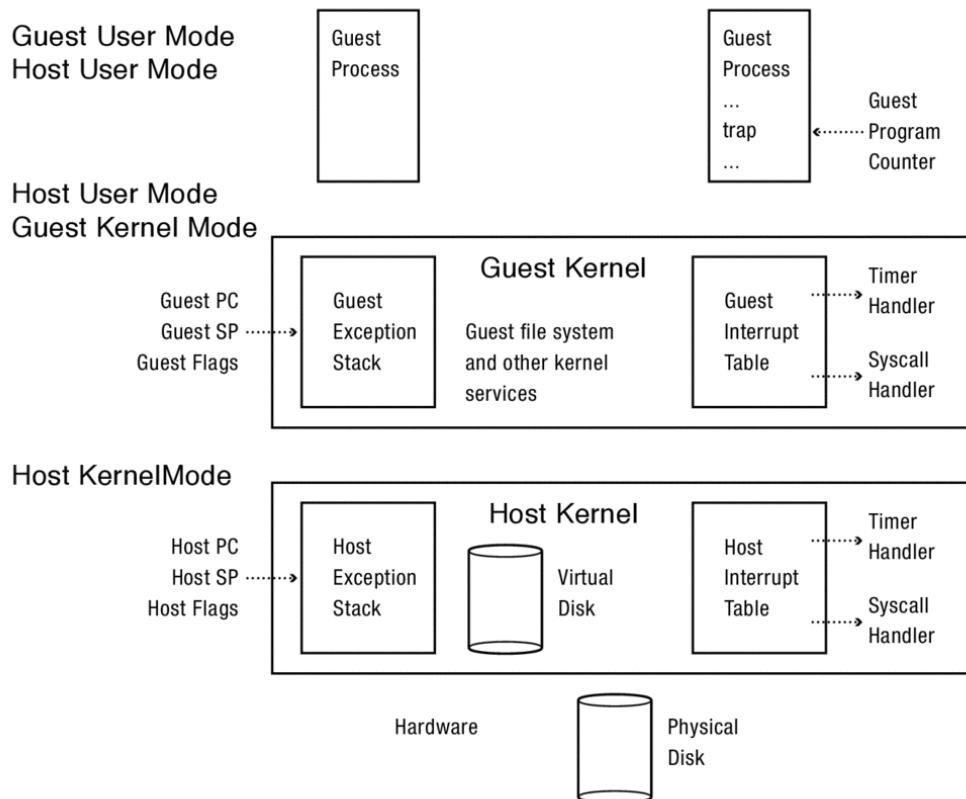 Guest User Mode
Host User Mode
Guest
Process
Guest
Process
...
trap
...
Guest
Program
Counter
Host User Mode
Guest Kernel Mode
Guest Kernel
Guest PC
Guest SP
Guest Flags
Guest
Exception
Stack
Guest file system
and other kernel
services
Guest
Interrupt
Table
Timer
Handler
Syscall
Handler
Host KernelMode
Host Kernel
Host PC
Host SP
Host Flags
Host
Exception
Stack
Virtual
Disk
Host
Interrupt
Table
Timer
Handler
Syscall
Handler
Hardware
Physical
Disk